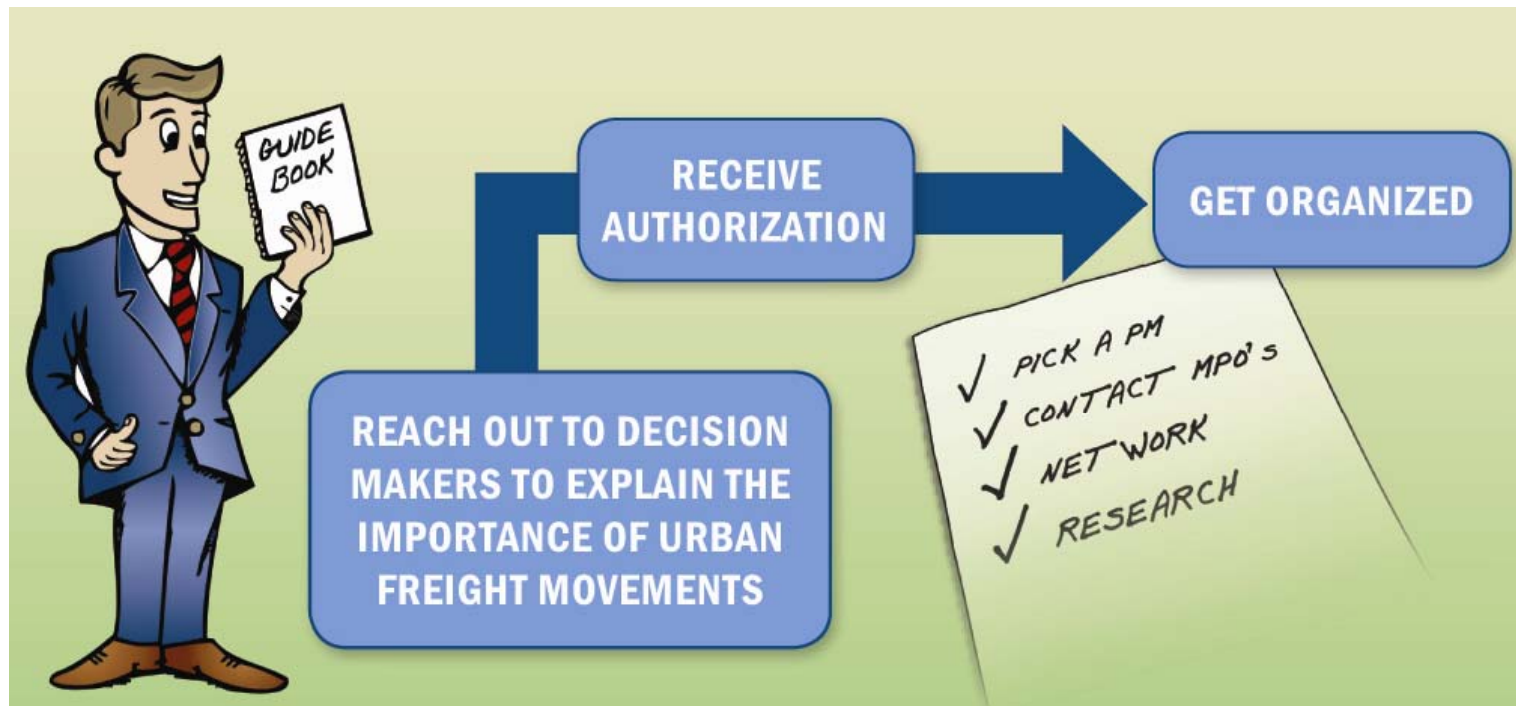 GUIDE
BOOK
REACH OUT TO DECISION
MAKERS TO EXPLAIN THE
IMPORTANCE OF URBAN
FREIGHT MOVEMENTS
RECEIVE
AUTHORIZATION
GET ORGANIZED
✓ PICK A PM
✓ CONTACT MPO's
✓ NETWORK
✓ RESEARCH